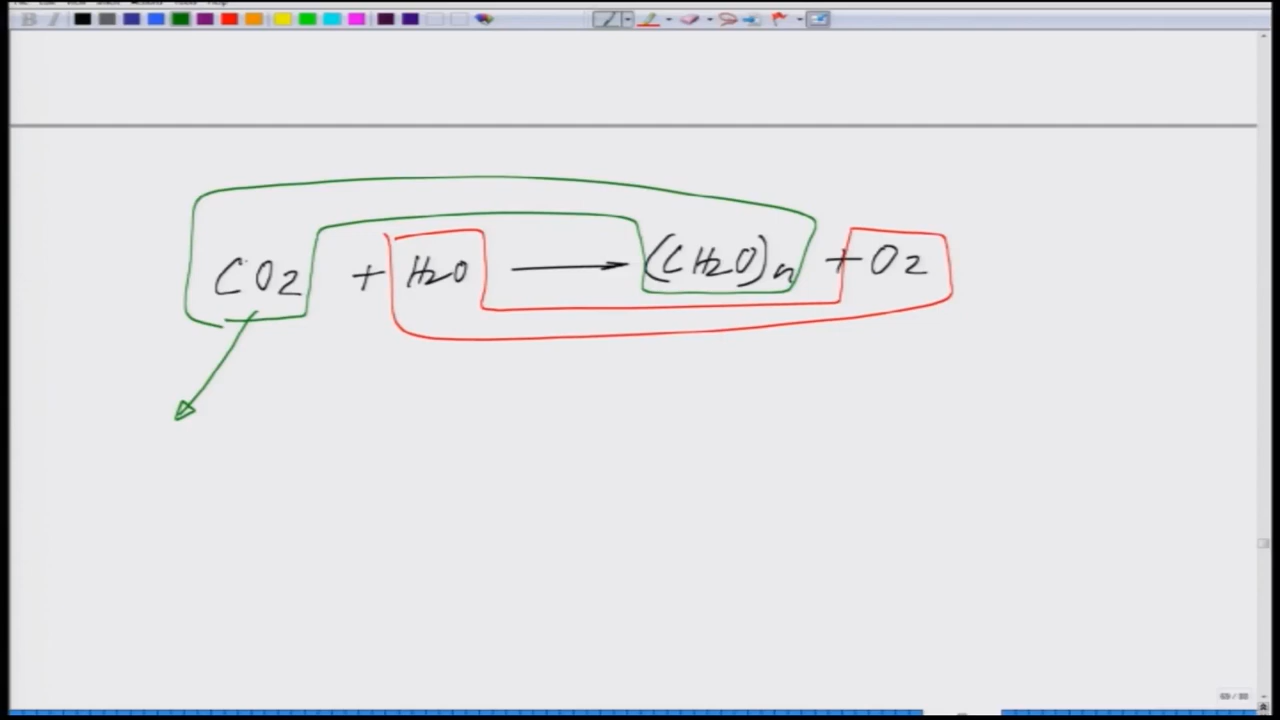 CO2 + H2O ⟶ (CH2O)n + O2